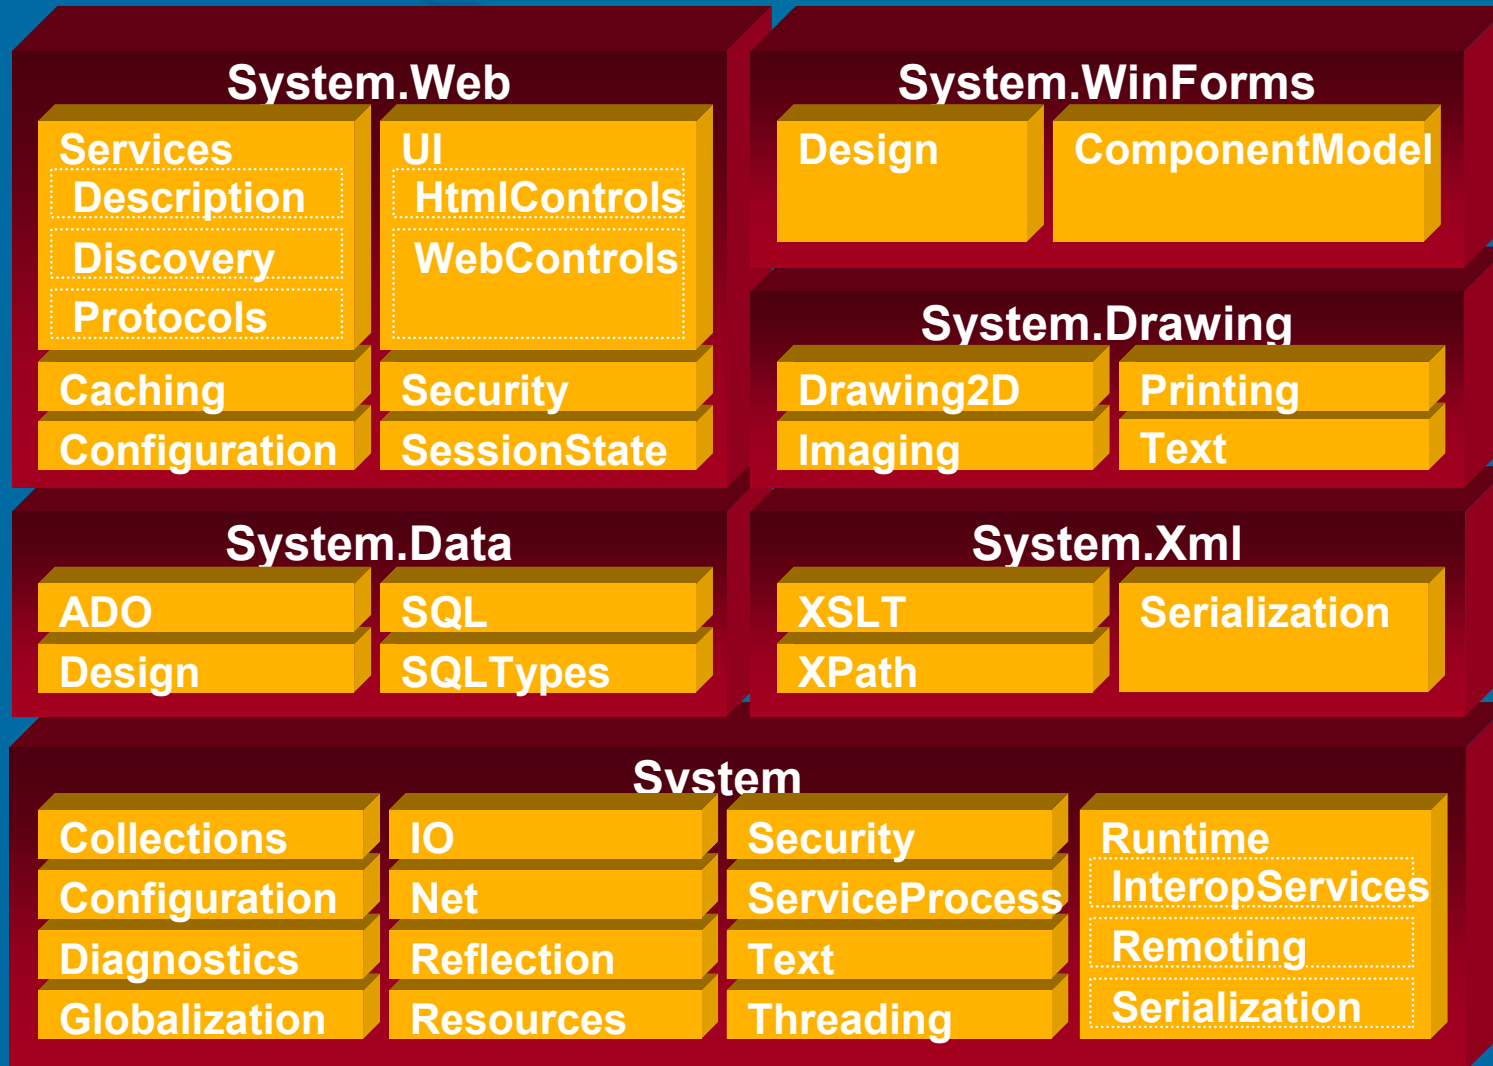 System.Web
Services
Description
Discovery
Protocols
UI
HtmlControls
WebControls
Caching
Security
Configuration
SessionState
System.WinForms
Design
ComponentModel
System.Drawing
Drawing2D
Printing
Imaging
Text
System.Data
ADO
SQL
Design
SQLTypes
System.Xml
XSLT
Serialization
XPath
System
Collections
Configuration
Diagnostics
Globalization
IO
Net
Reflection
Resources
Security
ServiceProcess
Text
Threading
Runtime
InteropServices
Remoting
Serialization